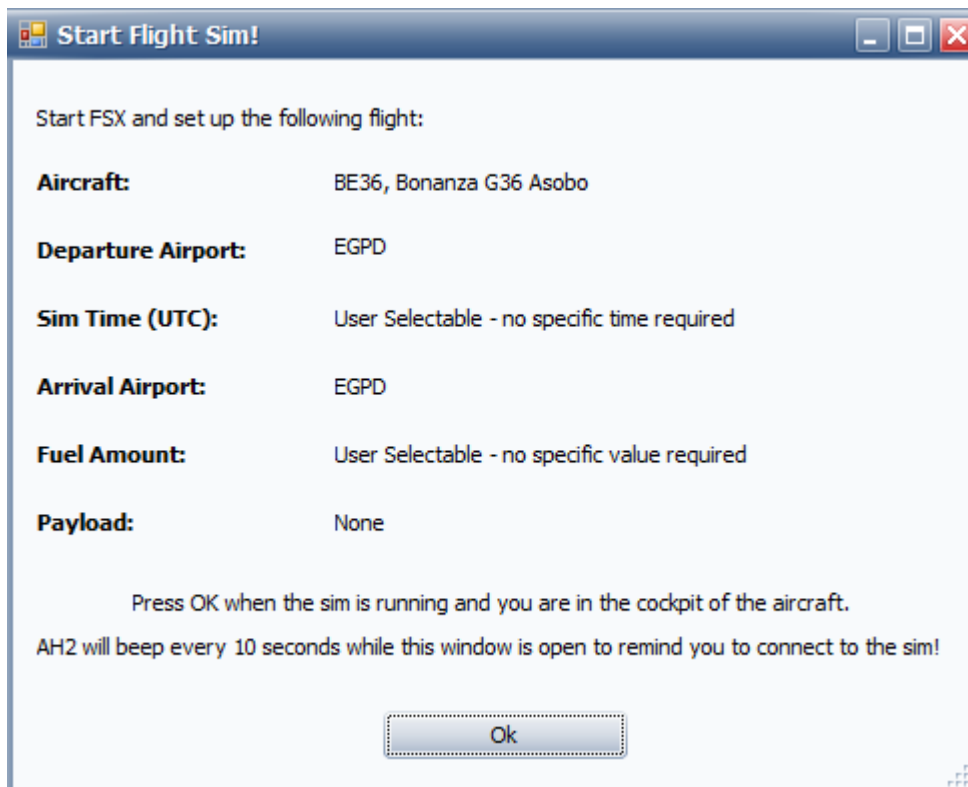 Start Flight Sim!
Start FSX and set up the following flight:
Aircraft: BE36, Bonanza G36 Asobo
Departure Airport: EGPD
Sim Time (UTC): User Selectable - no specific time required
Arrival Airport: EGPD
Fuel Amount: User Selectable - no specific value required
Payload: None
Press OK when the sim is running and you are in the cockpit of the aircraft.
AH2 will beep every 10 seconds while this window is open to remind you to connect to the sim!
Ok